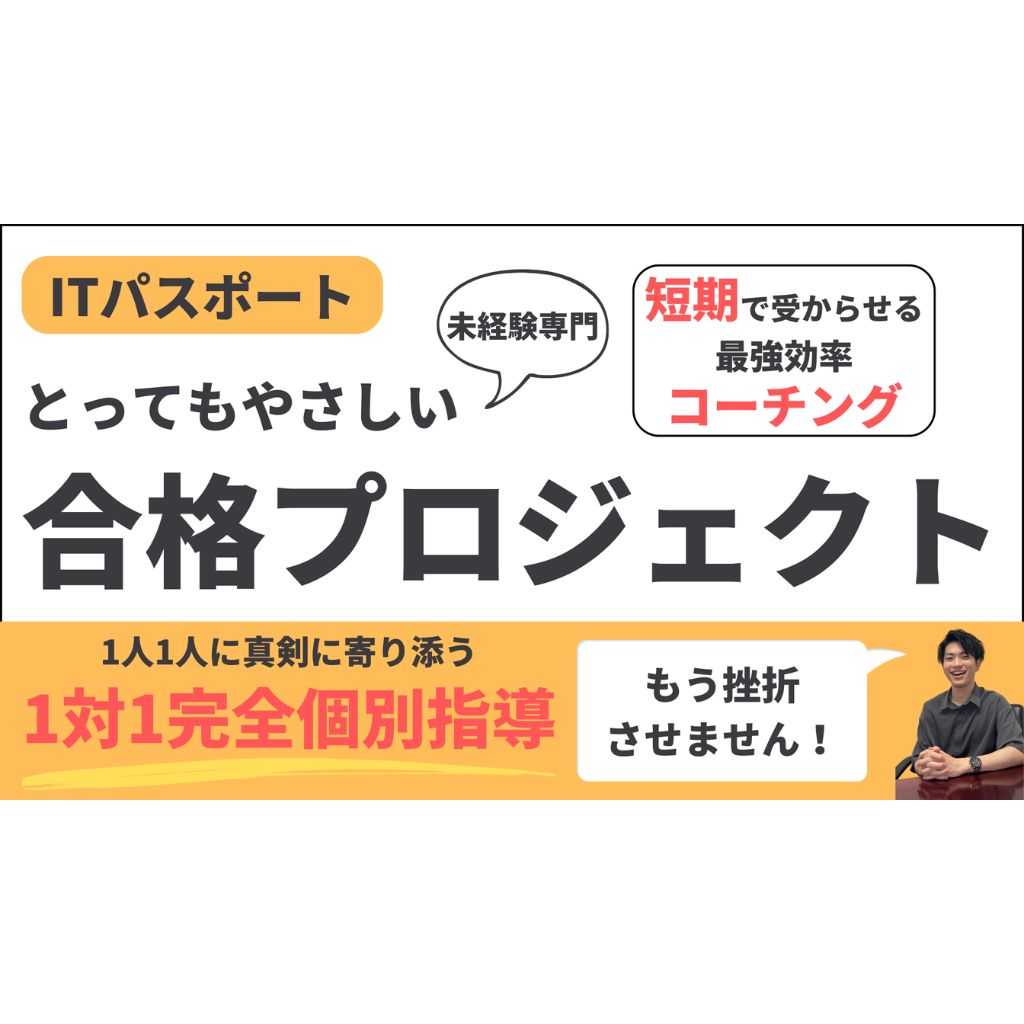 ITパスポート
未経験専門
短期で受からせる
最強効率
コーチング
とってもやさしい
合格プロジェクト
1人1人に真剣に寄り添う
1対1完全個別指導
もう挫折
させません！